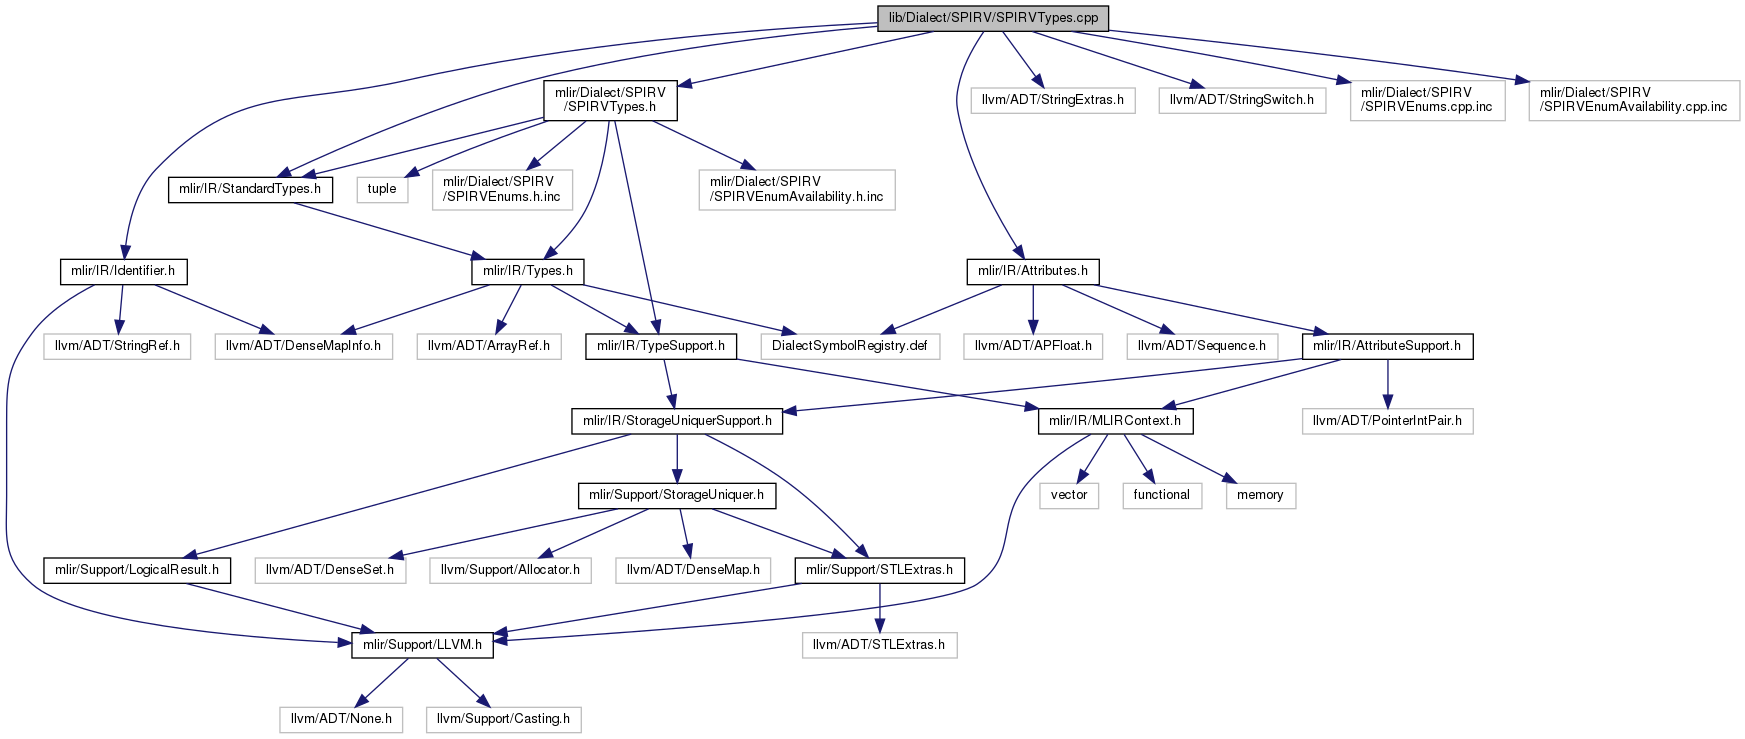 lib/Dialect/SPIRV/SPIRVTypes.cpp
mlir/Dialect/SPIRV
/SPIRVTypes.h
llvm/ADT/StringExtras.h
llvm/ADT/StringSwitch.h
mlir/Dialect/SPIRV
/SPIRVEnums.cpp.inc
mlir/Dialect/SPIRV
/SPIRVEnumAvailability.cpp.inc
mlir/IR/StandardTypes.h
tuple
mlir/Dialect/SPIRV
/SPIRVEnums.h.inc
mlir/Dialect/SPIRV
/SPIRVEnumAvailability.h.inc
mlir/IR/Identifier.h
mlir/IR/Types.h
mlir/IR/Attributes.h
llvm/ADT/StringRef.h
llvm/ADT/DenseMapInfo.h
llvm/ADT/ArrayRef.h
mlir/IR/TypeSupport.h
DialectSymbolRegistry.def
llvm/ADT/APFloat.h
llvm/ADT/Sequence.h
mlir/IR/AttributeSupport.h
mlir/IR/StorageUniquerSupport.h
mlir/IR/MLIRContext.h
llvm/ADT/PointerIntPair.h
mlir/Support/StorageUniquer.h
vector
functional
memory
mlir/Support/LogicalResult.h
llvm/ADT/DenseSet.h
llvm/Support/Allocator.h
llvm/ADT/DenseMap.h
mlir/Support/STLExtras.h
mlir/Support/LLVM.h
llvm/ADT/STLExtras.h
llvm/ADT/None.h
llvm/Support/Casting.h